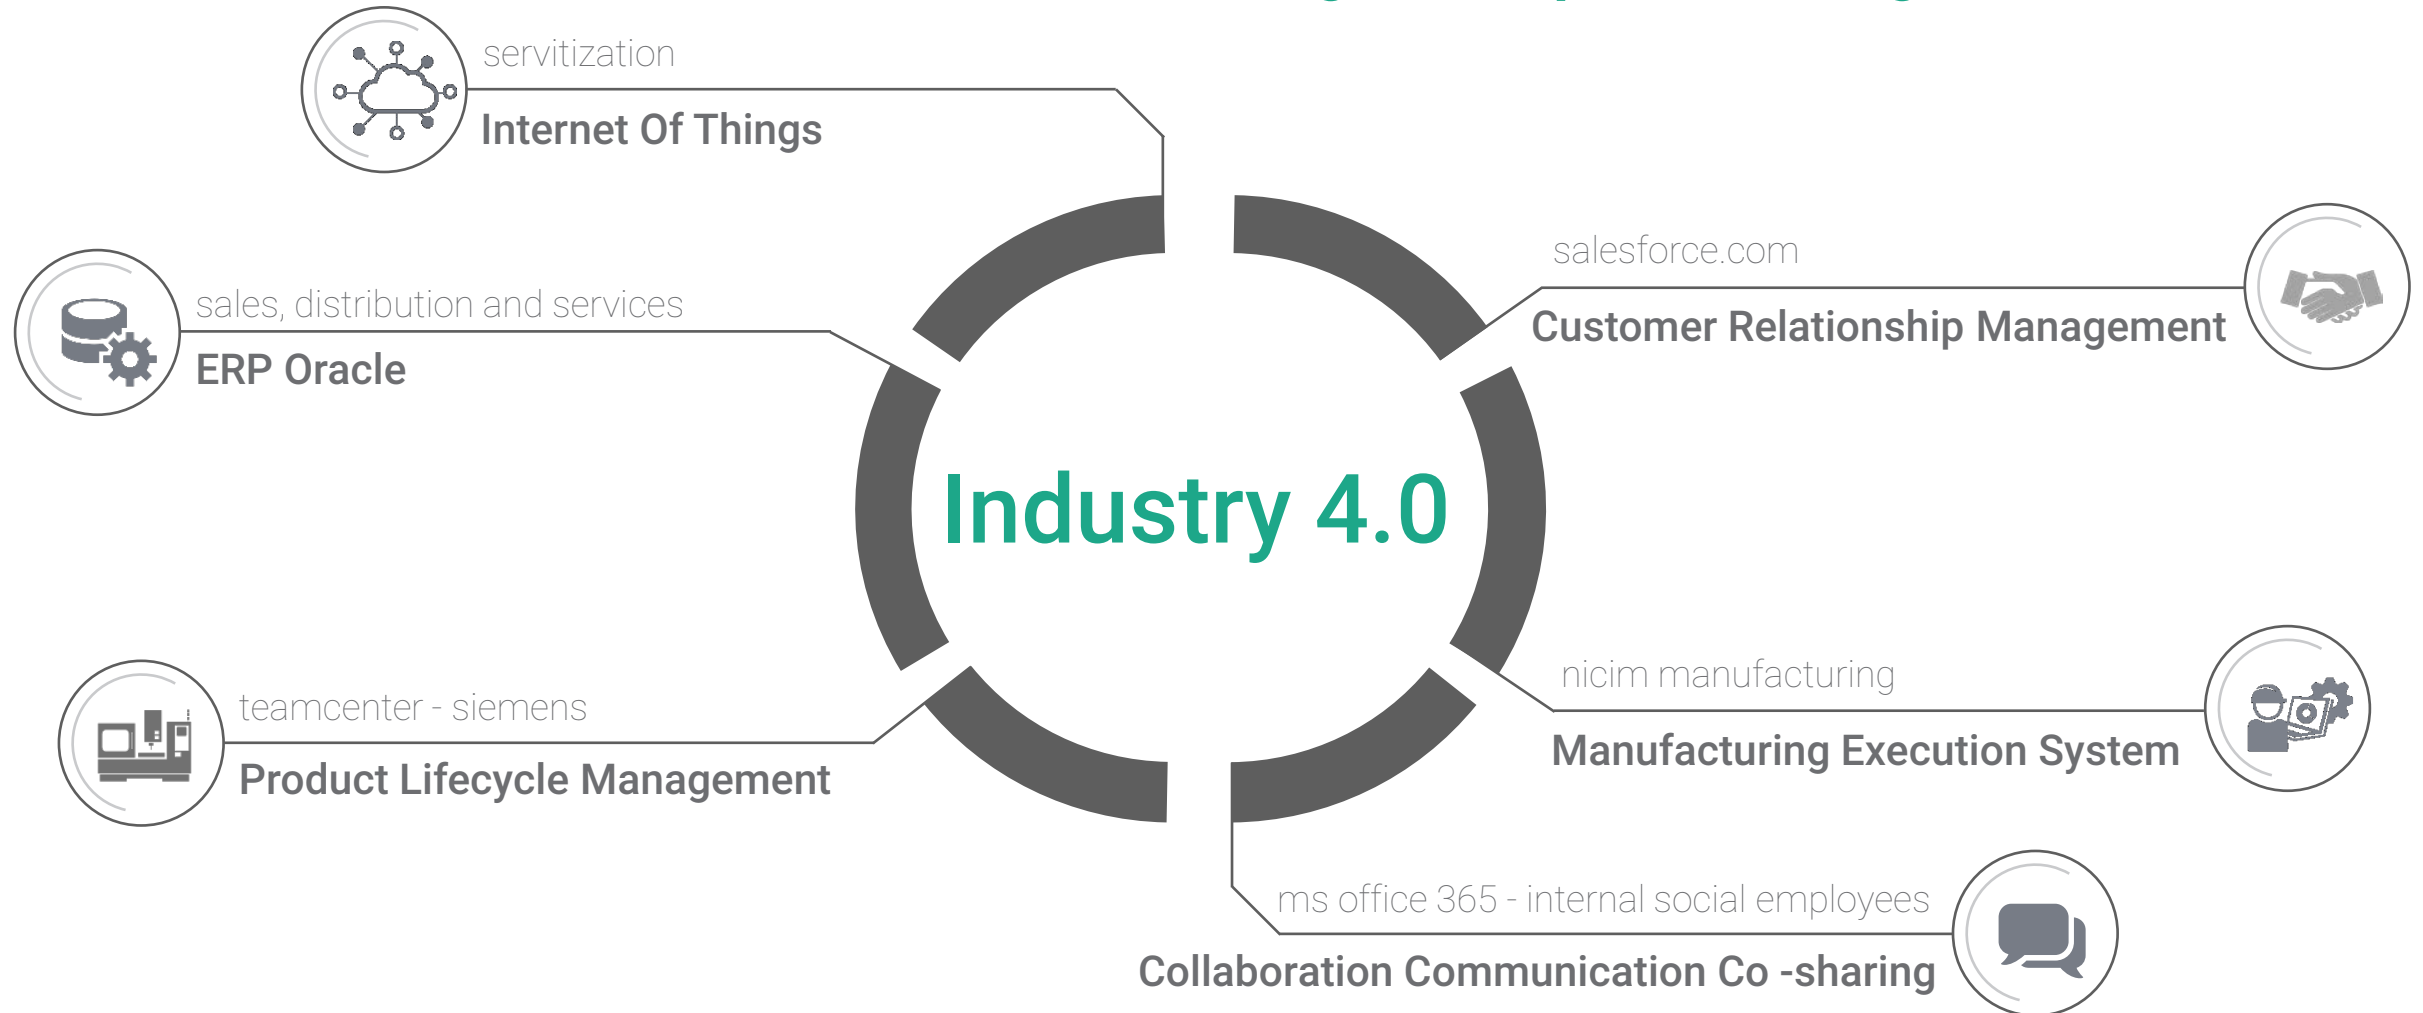 servitization
Internet Of Things
salesforce.com
Customer Relationship Management
sales, distribution and services
ERP Oracle
Industry 4.0
nicim manufacturing
Manufacturing Execution System
teamcenter - siemens
Product Lifecycle Management
ms office 365 - internal social employees
Collaboration Communication Co -sharing